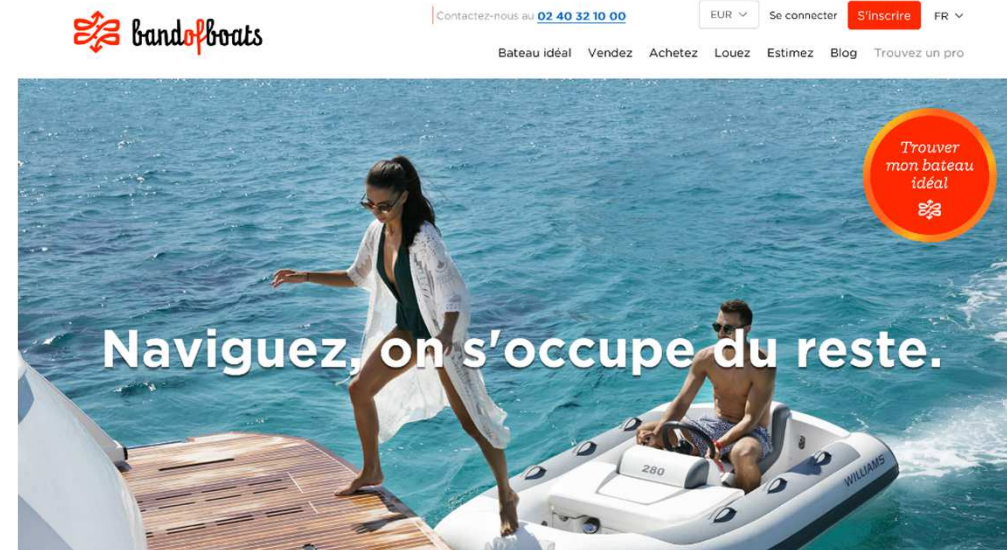 bandofboats
Contactez-nous au 02 40 32 10 00
EUR
Se connecter
S'inscrire
FR
Bateau idéal
Vendez
Achetez
Louez
Estimez
Blog
Trouvez un pro
Trouver
mon bateau
idéal
Naviguez, on s'occupe du reste.
280
WILLIAMS